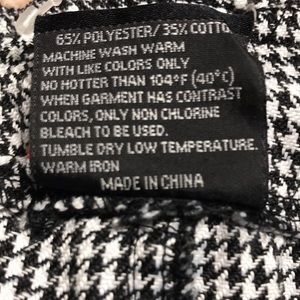 65% POLYESTER/ 35% COTTO
MACHINE WASH WARM
WITH LIKE COLORS ONLY
NO HOTTER THAN 104°F (40°C)
WHEN GARMENT HAS CONTRAST
COLORS, ONLY NON CHLORINE
BLEACH TO BE USED.
TUMBLE DRY LOW TEMPERATURE.
WARM IRON
MADE IN CHINA